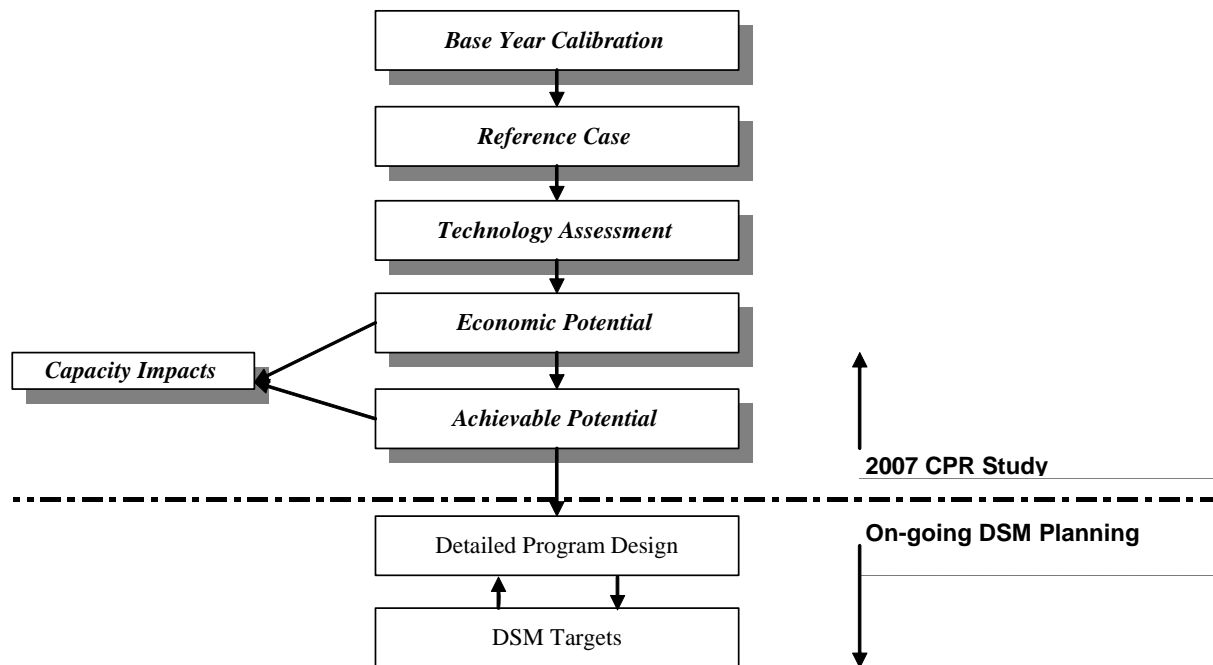 Base Year Calibration
Reference Case
Technology Assessment
Economic Potential
Capacity Impacts
Achievable Potential
2007 CPR Study
On-going DSM Planning
Detailed Program Design
DSM Targets